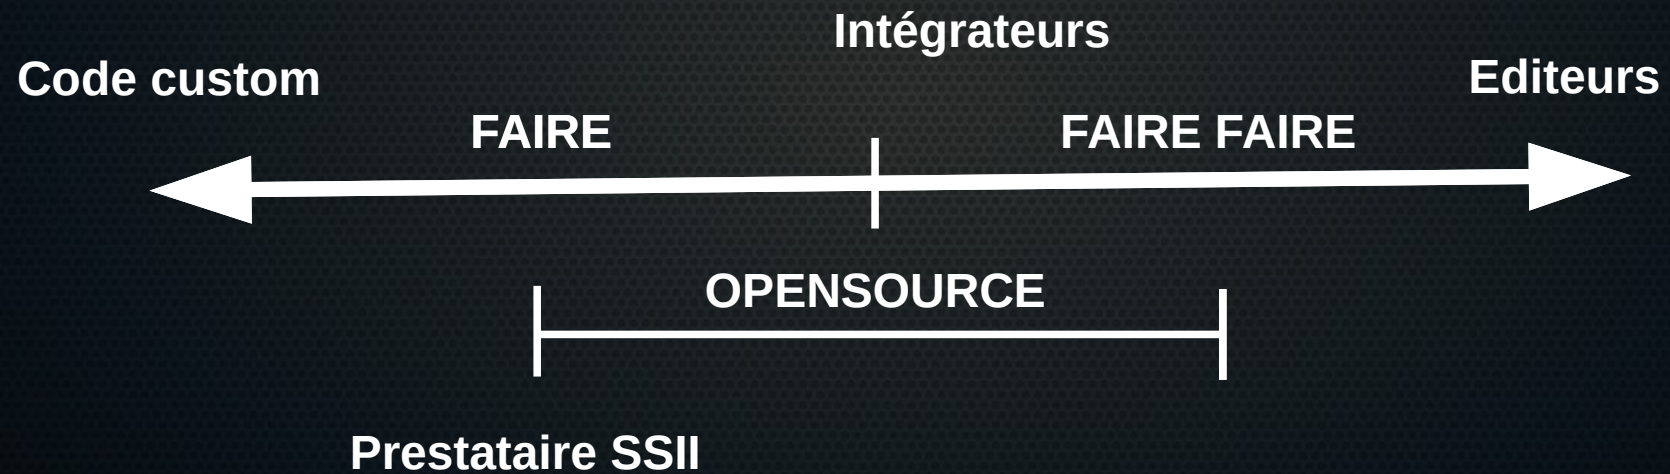 Intégrateurs
Code custom
Editeurs
FAIRE
FAIRE FAIRE
OPENSOURCE
Prestataire SSII